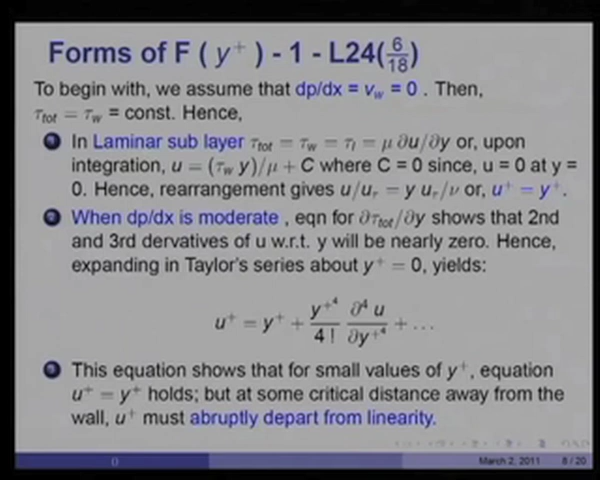 Forms of F ( y⁺ ) - 1 - L24(6/18)
To begin with, we assume that dp/dx = v_w = 0 . Then,
τ_tot = τ_w = const. Hence,
1 In Laminar sub layer τ_tot = τ_w = τ_l = μ ∂u/∂y or, upon
integration, u = (τ_w y)/μ + C where C = 0 since, u = 0 at y =
0. Hence, rearrangement gives u/u_τ = y u_τ/ν or, u⁺ = y⁺.
2 When dp/dx is moderate , eqn for ∂τ_tot/∂y shows that 2nd
and 3rd dervatives of u w.r.t. y will be nearly zero. Hence,
expanding in Taylor's series about y⁺ = 0, yields:
u⁺ = y⁺ + y⁺⁴/4 ! ∂⁴ u/∂y⁺⁴ + ...
3 This equation shows that for small values of y⁺, equation
u⁺ = y⁺ holds; but at some critical distance away from the
wall, u⁺ must abruptly depart from linearity.
() March 2, 2011 8 / 20